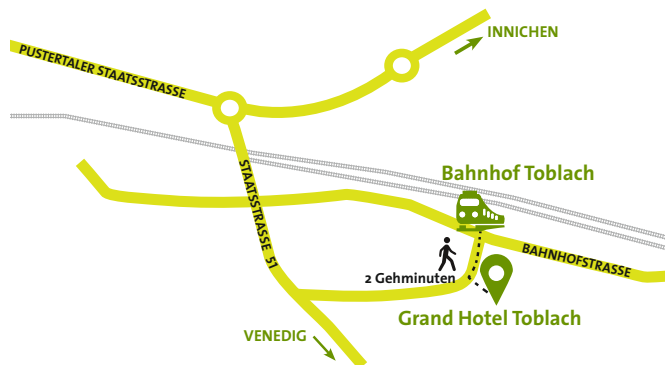 INNICHEN
PUSTERTALER STAATSSTRASSE
STAATSSTRASSE 51
Bahnhof Toblach
BAHNHOFSTRASSE
2 Gehminuten
Grand Hotel Toblach
VENEDIG